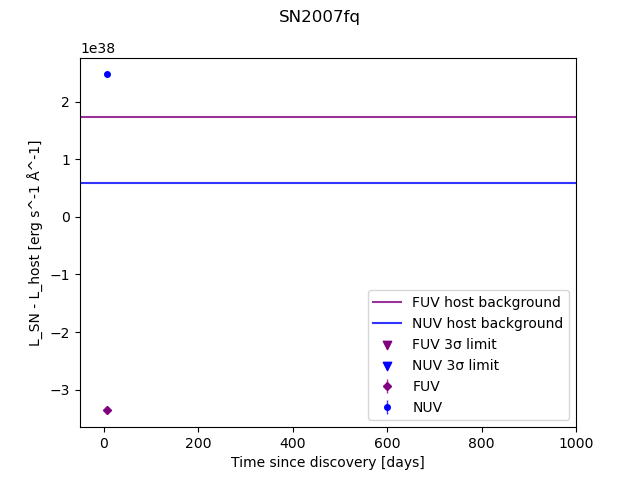 SN2007fq
1e38
2
1
0
−1
−2
−3
L_SN - L_host [erg s^-1 Å^-1]
FUV host background
NUV host background
FUV 3σ limit
NUV 3σ limit
FUV
NUV
0 200 400 600 800 1000
Time since discovery [days]